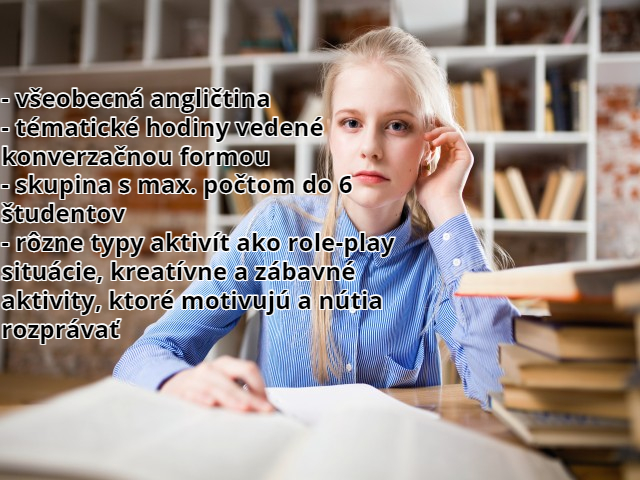 - všeobecná angličtina
- tématické hodiny vedené
konverzačnou formou
- skupina s max. počtom do 6
študentov
- rôzne typy aktivít ako role-play
situácie, kreatívne a zábavné
aktivity, ktoré motivujú a nútia
rozprávať